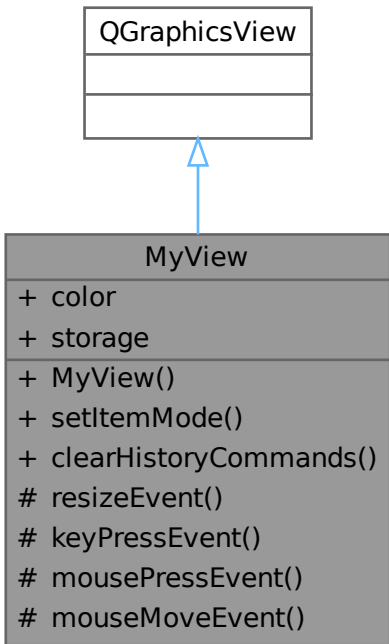 QGraphicsView
MyView
+ color
+ storage
+ MyView()
+ setItemMode()
+ clearHistoryCommands()
# resizeEvent()
# keyPressEvent()
# mousePressEvent()
# mouseMoveEvent()